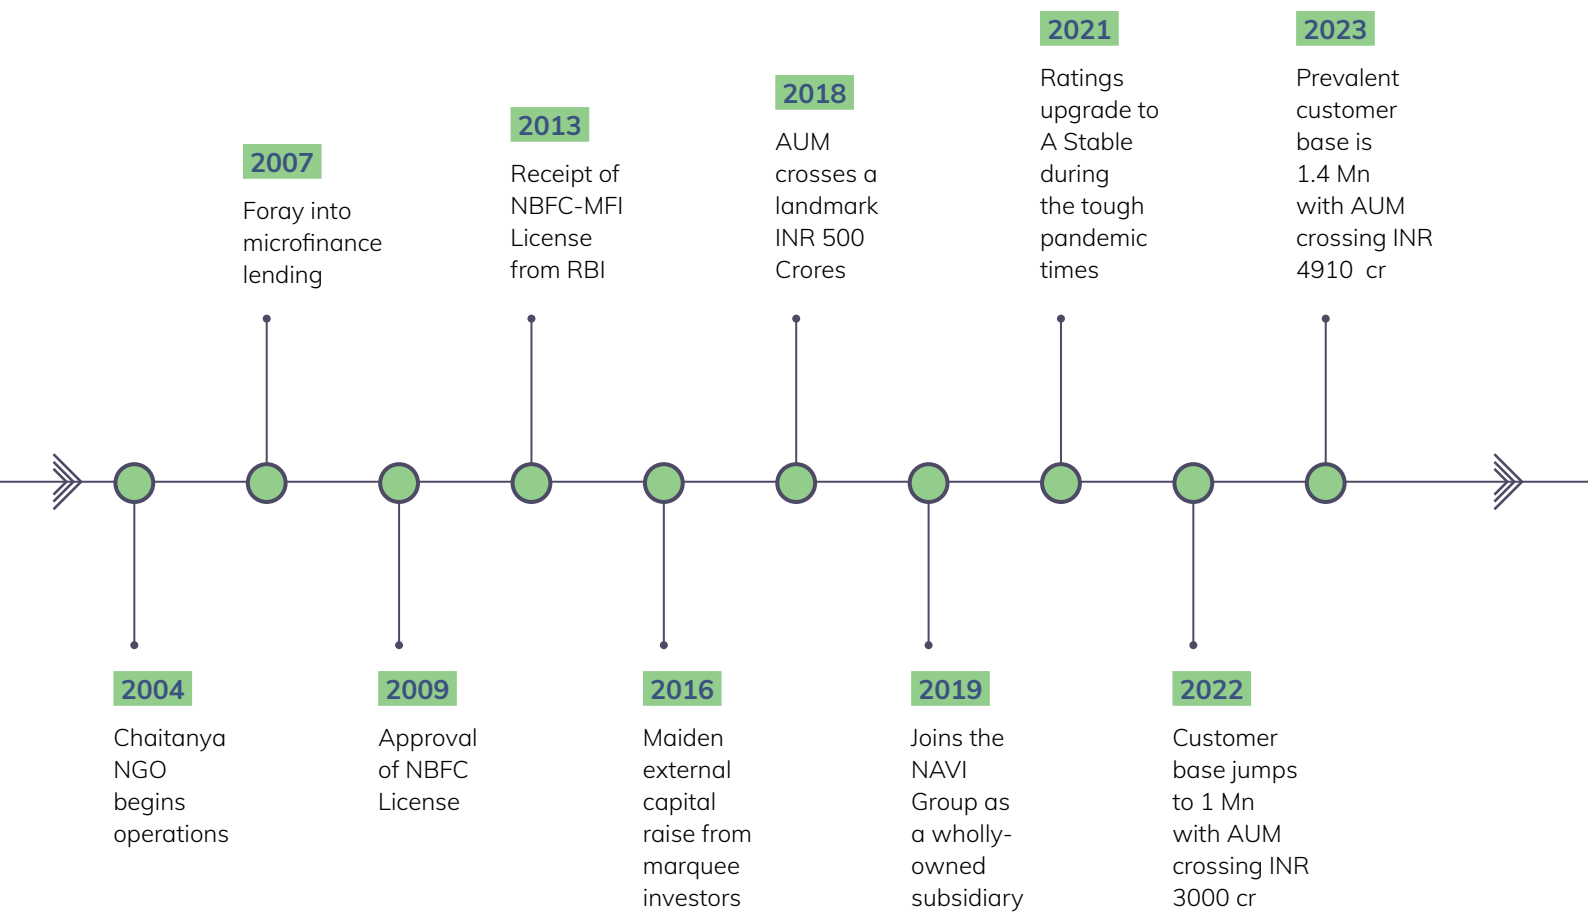 2004
Chaitanya
NGO
begins
operations
2007
Foray into
microfinance
lending
2009
Approval
of NBFC
License
2013
Receipt of
NBFC-MFI
License
from RBI
2016
Maiden
external
capital
raise from
marquee
investors
2018
AUM
crosses a
landmark
INR 500
Crores
2019
Joins the
NAVI
Group as
a wholly-
owned
subsidiary
2021
Ratings
upgrade to
A Stable
during
the tough
pandemic
times
2022
Customer
base jumps
to 1 Mn
with AUM
crossing INR
3000 cr
2023
Prevalent
customer
base is
1.4 Mn
with AUM
crossing INR
4910 cr